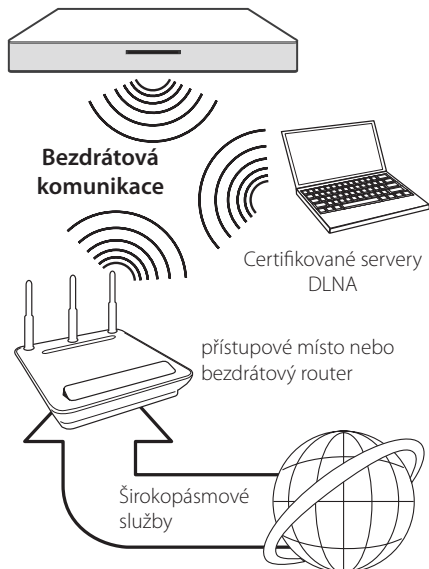 Bezdrátová
komunikace
Certifikované servery
DLNA
přístupové místo nebo
bezdrátový router
Širokopásmové
služby